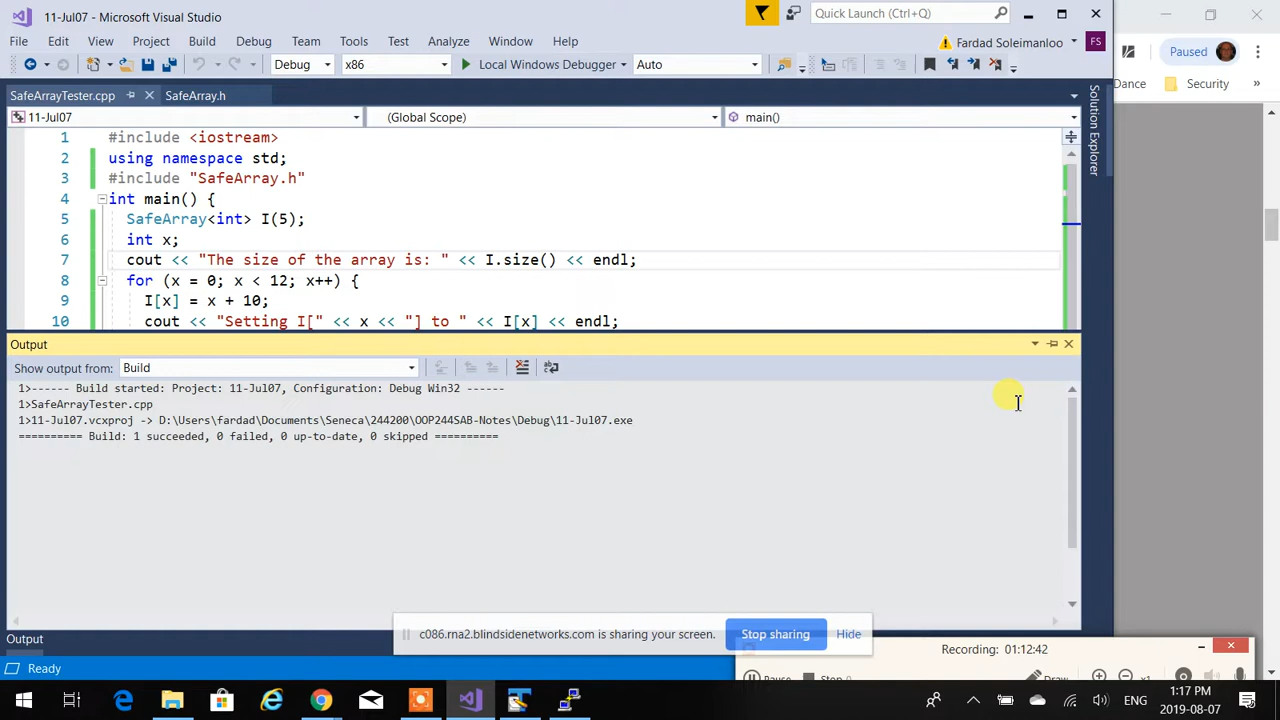 11-Jul07 - Microsoft Visual Studio
Quick Launch (Ctrl+Q)
File Edit View Project Build Debug Team Tools Test Analyze Window Help
Fardad Soleimanloo FS
Debug x86 Local Windows Debugger Auto
Paused
Dance Security
SafeArrayTester.cpp SafeArray.h
11-Jul07 (Global Scope) main()
Solution Explorer
1 #include <iostream>
2 using namespace std;
3 #include "SafeArray.h"
4 int main() {
5 SafeArray<int> I(5);
6 int x;
7 cout << "The size of the array is: " << I.size() << endl;
8 for (x = 0; x < 12; x++) {
9 I[x] = x + 10;
10 cout << "Setting I[" << x << "] to " << I[x] << endl;
Output
Show output from: Build
1>------ Build started: Project: 11-Jul07, Configuration: Debug Win32 ------
1>SafeArrayTester.cpp
1>11-Jul07.vcxproj -> D:\Users\fardad\Documents\Seneca\244200\OOP244SAB-Notes\Debug\11-Jul07.exe
========== Build: 1 succeeded, 0 failed, 0 up-to-date, 0 skipped ==========
c086.rna2.blindsidenetworks.com is sharing your screen. Stop sharing Hide
Output
Recording: 01:12:42
Ready
Pause Stop Draw x1
ENG 1:17 PM
2019-08-07